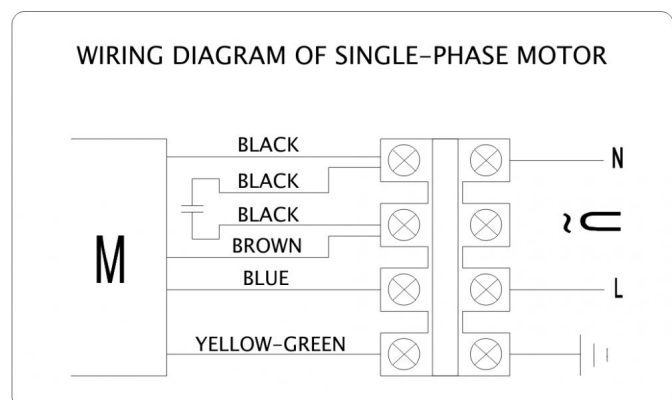 WIRING DIAGRAM OF SINGLE-PHASE MOTOR
BLACK
BLACK
BLACK
BROWN
BLUE
YELLOW-GREEN
M
N
U~
L